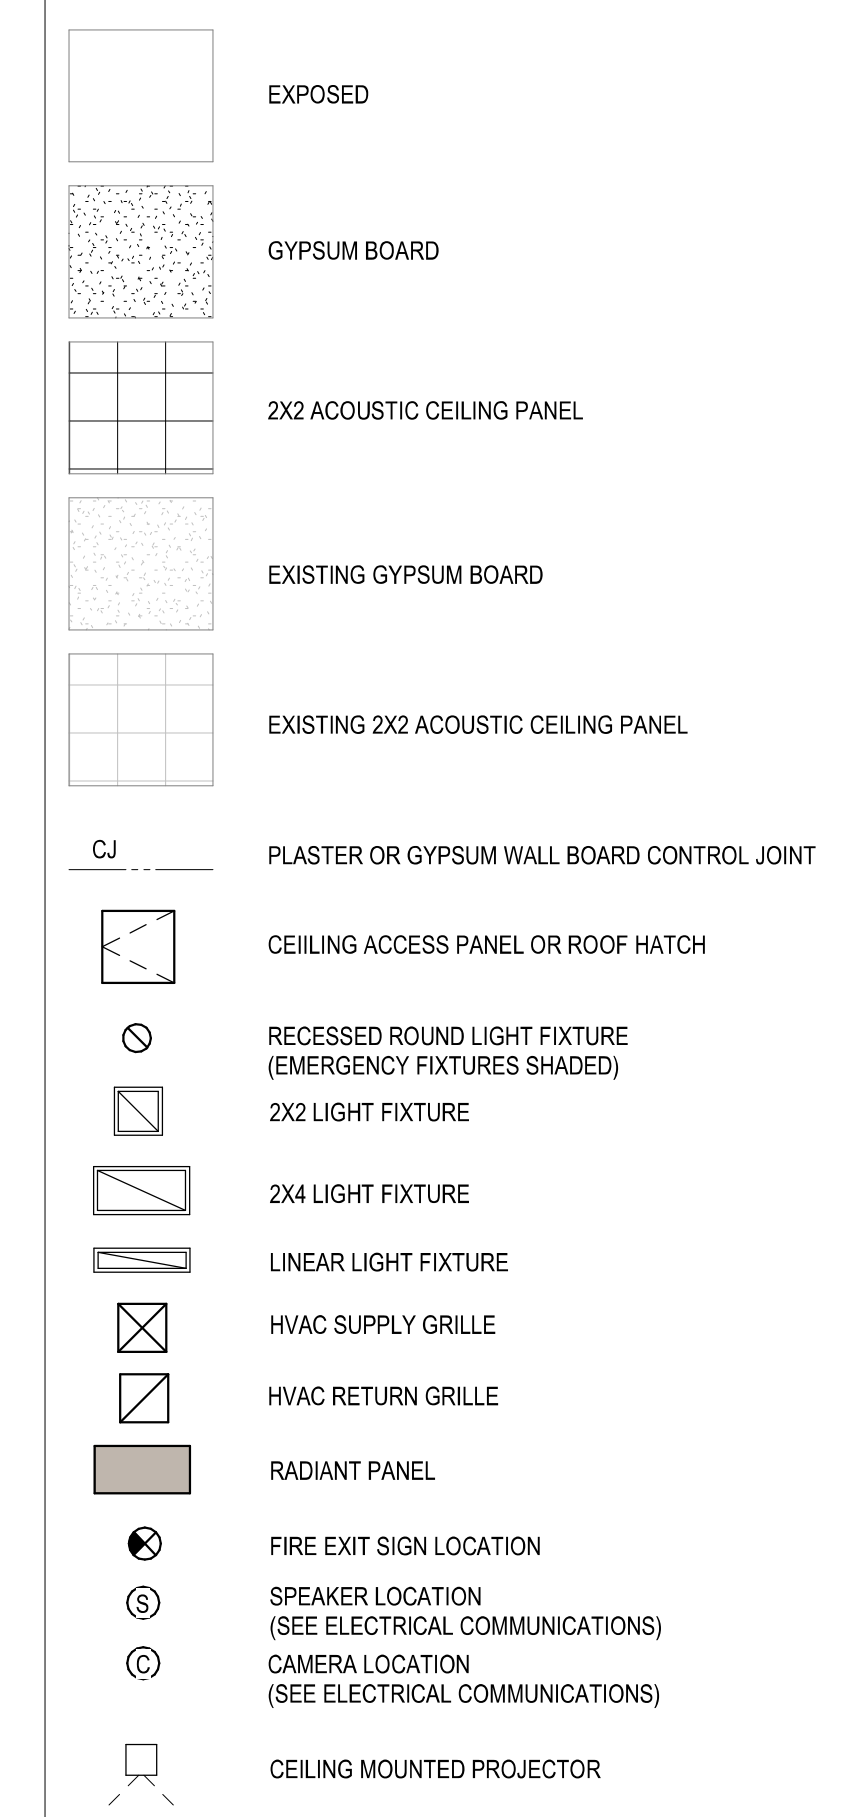 EXPOSED
GYPSUM BOARD
2X2 ACOUSTIC CEILING PANEL
EXISTING GYPSUM BOARD
EXISTING 2X2 ACOUSTIC CEILING PANEL
CJ PLASTER OR GYPSUM WALL BOARD CONTROL JOINT
CEIILING ACCESS PANEL OR ROOF HATCH
RECESSED ROUND LIGHT FIXTURE
(EMERGENCY FIXTURES SHADED)
2X2 LIGHT FIXTURE
2X4 LIGHT FIXTURE
LINEAR LIGHT FIXTURE
HVAC SUPPLY GRILLE
HVAC RETURN GRILLE
RADIANT PANEL
FIRE EXIT SIGN LOCATION
S SPEAKER LOCATION
(SEE ELECTRICAL COMMUNICATIONS)
C CAMERA LOCATION
(SEE ELECTRICAL COMMUNICATIONS)
CEILING MOUNTED PROJECTOR